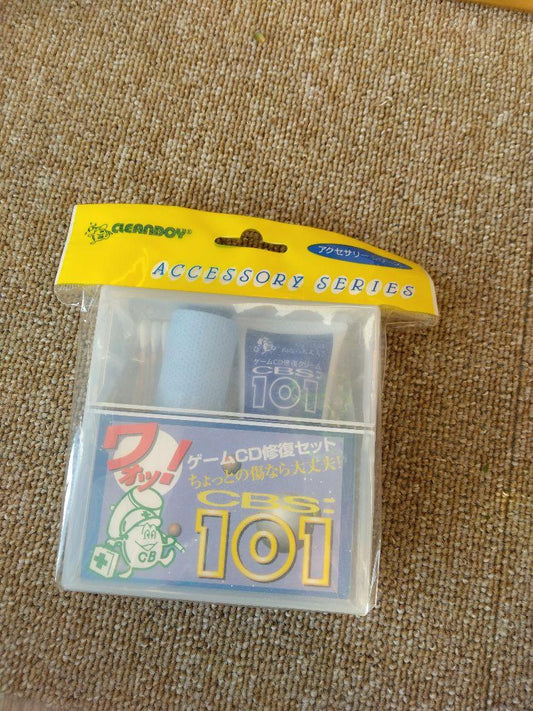 CLEANBOY®
アクセサリー
ACCESSORY SERIES
ゲームCD修復クリーム
CBS-
101
ワォッ!
ゲームCD修復セット
ちょっとの傷なら大丈夫!
CBS-
101
CB